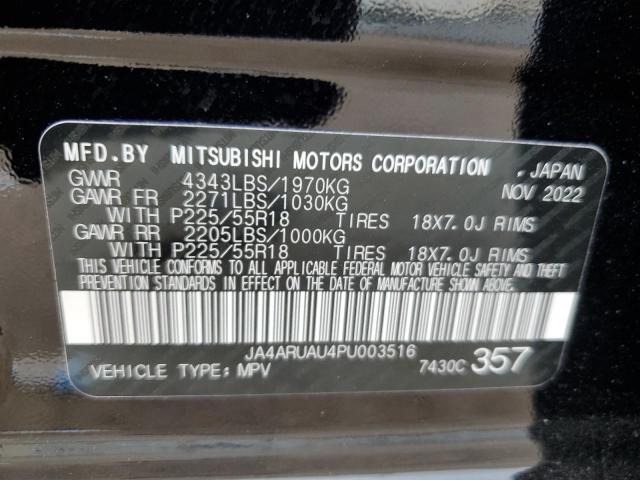 MFD.BY MITSUBISHI MOTORS CORPORATION . JAPAN
GVWR 4343LBS/1970KG NOV 2022
GAWR FR 2271LBS/1030KG
WITH P225/55R18 TIRES 18X7.0J RIMS
GAWR RR 2205LBS/1000KG
WITH P225/55R18 TIRES 18X7.0J RIMS
THIS VEHICLE CONFORMS TO ALL APPLICABLE FEDERAL MOTOR VEHICLE SAFETY AND THEFT
PREVENTION STANDARDS IN EFFECT ON THE DATE OF MANUFACTURE SHOWN ABOVE.
JA4ARUAU4PU003516
VEHICLE TYPE: MPV 7430C 357